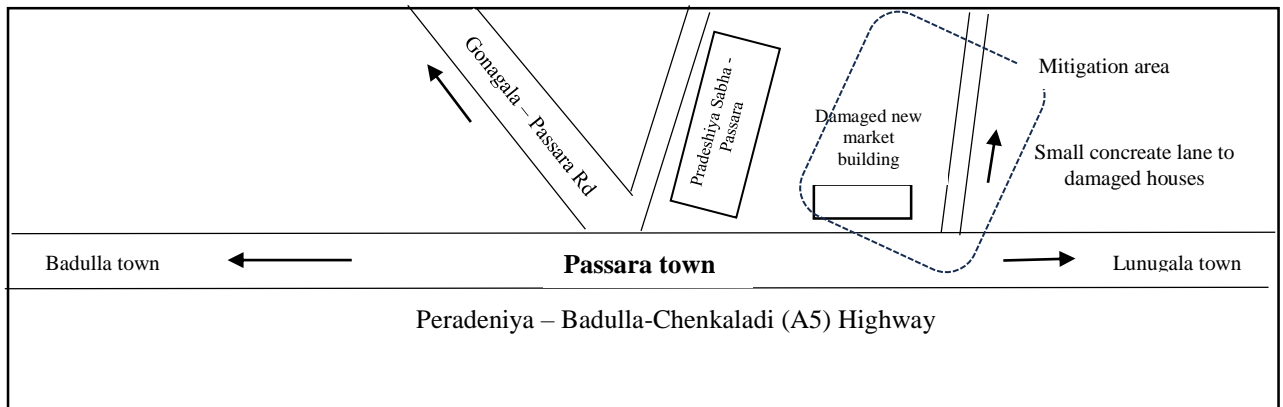 Gonagala – Passara Rd
Pradeshiya Sabha -
Passara
Damaged new
market
building
Mitigation area
Small concreate lane to
damaged houses
Badulla town
Passara town
Lunugala town
Peradeniya – Badulla-Chenkaladi (A5) Highway